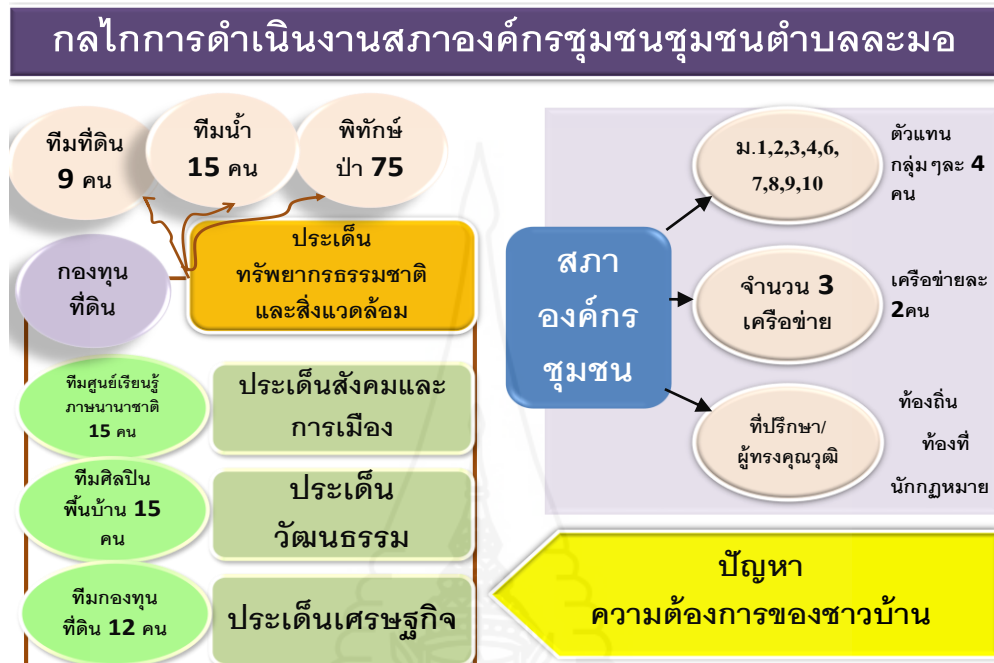 กลไกการดำเนินงานสภาองค์กรชุมชนชุมชนตำบลละมอ
ทีมที่ดิน
9 คน
ทีมน้ำ
15 คน
พิทักษ์
ป่า 75
กองทุน
ที่ดิน
ประเด็น
ทรัพยากรธรรมชาติ
และสิ่งแวดล้อม
ทีมศูนย์เรียนรู้
ภาษนานาชาติ
15 คน
ประเด็นสังคมและ
การเมือง
ทีมศิลปิน
พื้นบ้าน 15
คน
ประเด็น
วัฒนธรรม
ทีมกองทุน
ที่ดิน 12 คน
ประเด็นเศรษฐกิจ
สภา
องค์กร
ชุมชน
ม.1,2,3,4,6,
7,8,9,10
ตัวแทน
กลุ่มๆละ 4
คน
จำนวน 3
เครือข่าย
เครือข่ายละ
2คน
ที่ปรึกษา/
ผู้ทรงคุณวุฒิ
ท้องถิ่น
ท้องที่
นักกฏหมาย
ปัญหา
ความต้องการของชาวบ้าน